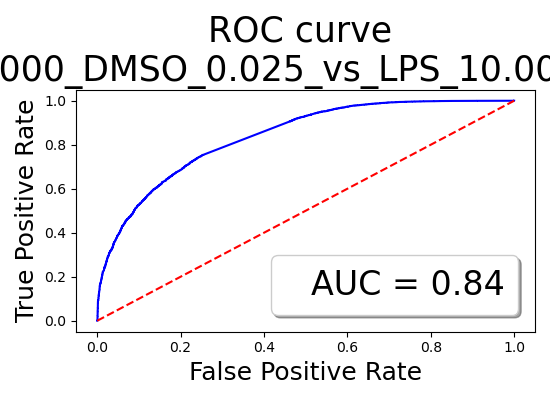 ROC curve
000_DMSO_0.025_vs_LPS_10.00
True Positive Rate
1.0
0.8
0.6
0.4
0.2
0.0
AUC = 0.84
0.0 0.2 0.4 0.6 0.8 1.0
False Positive Rate